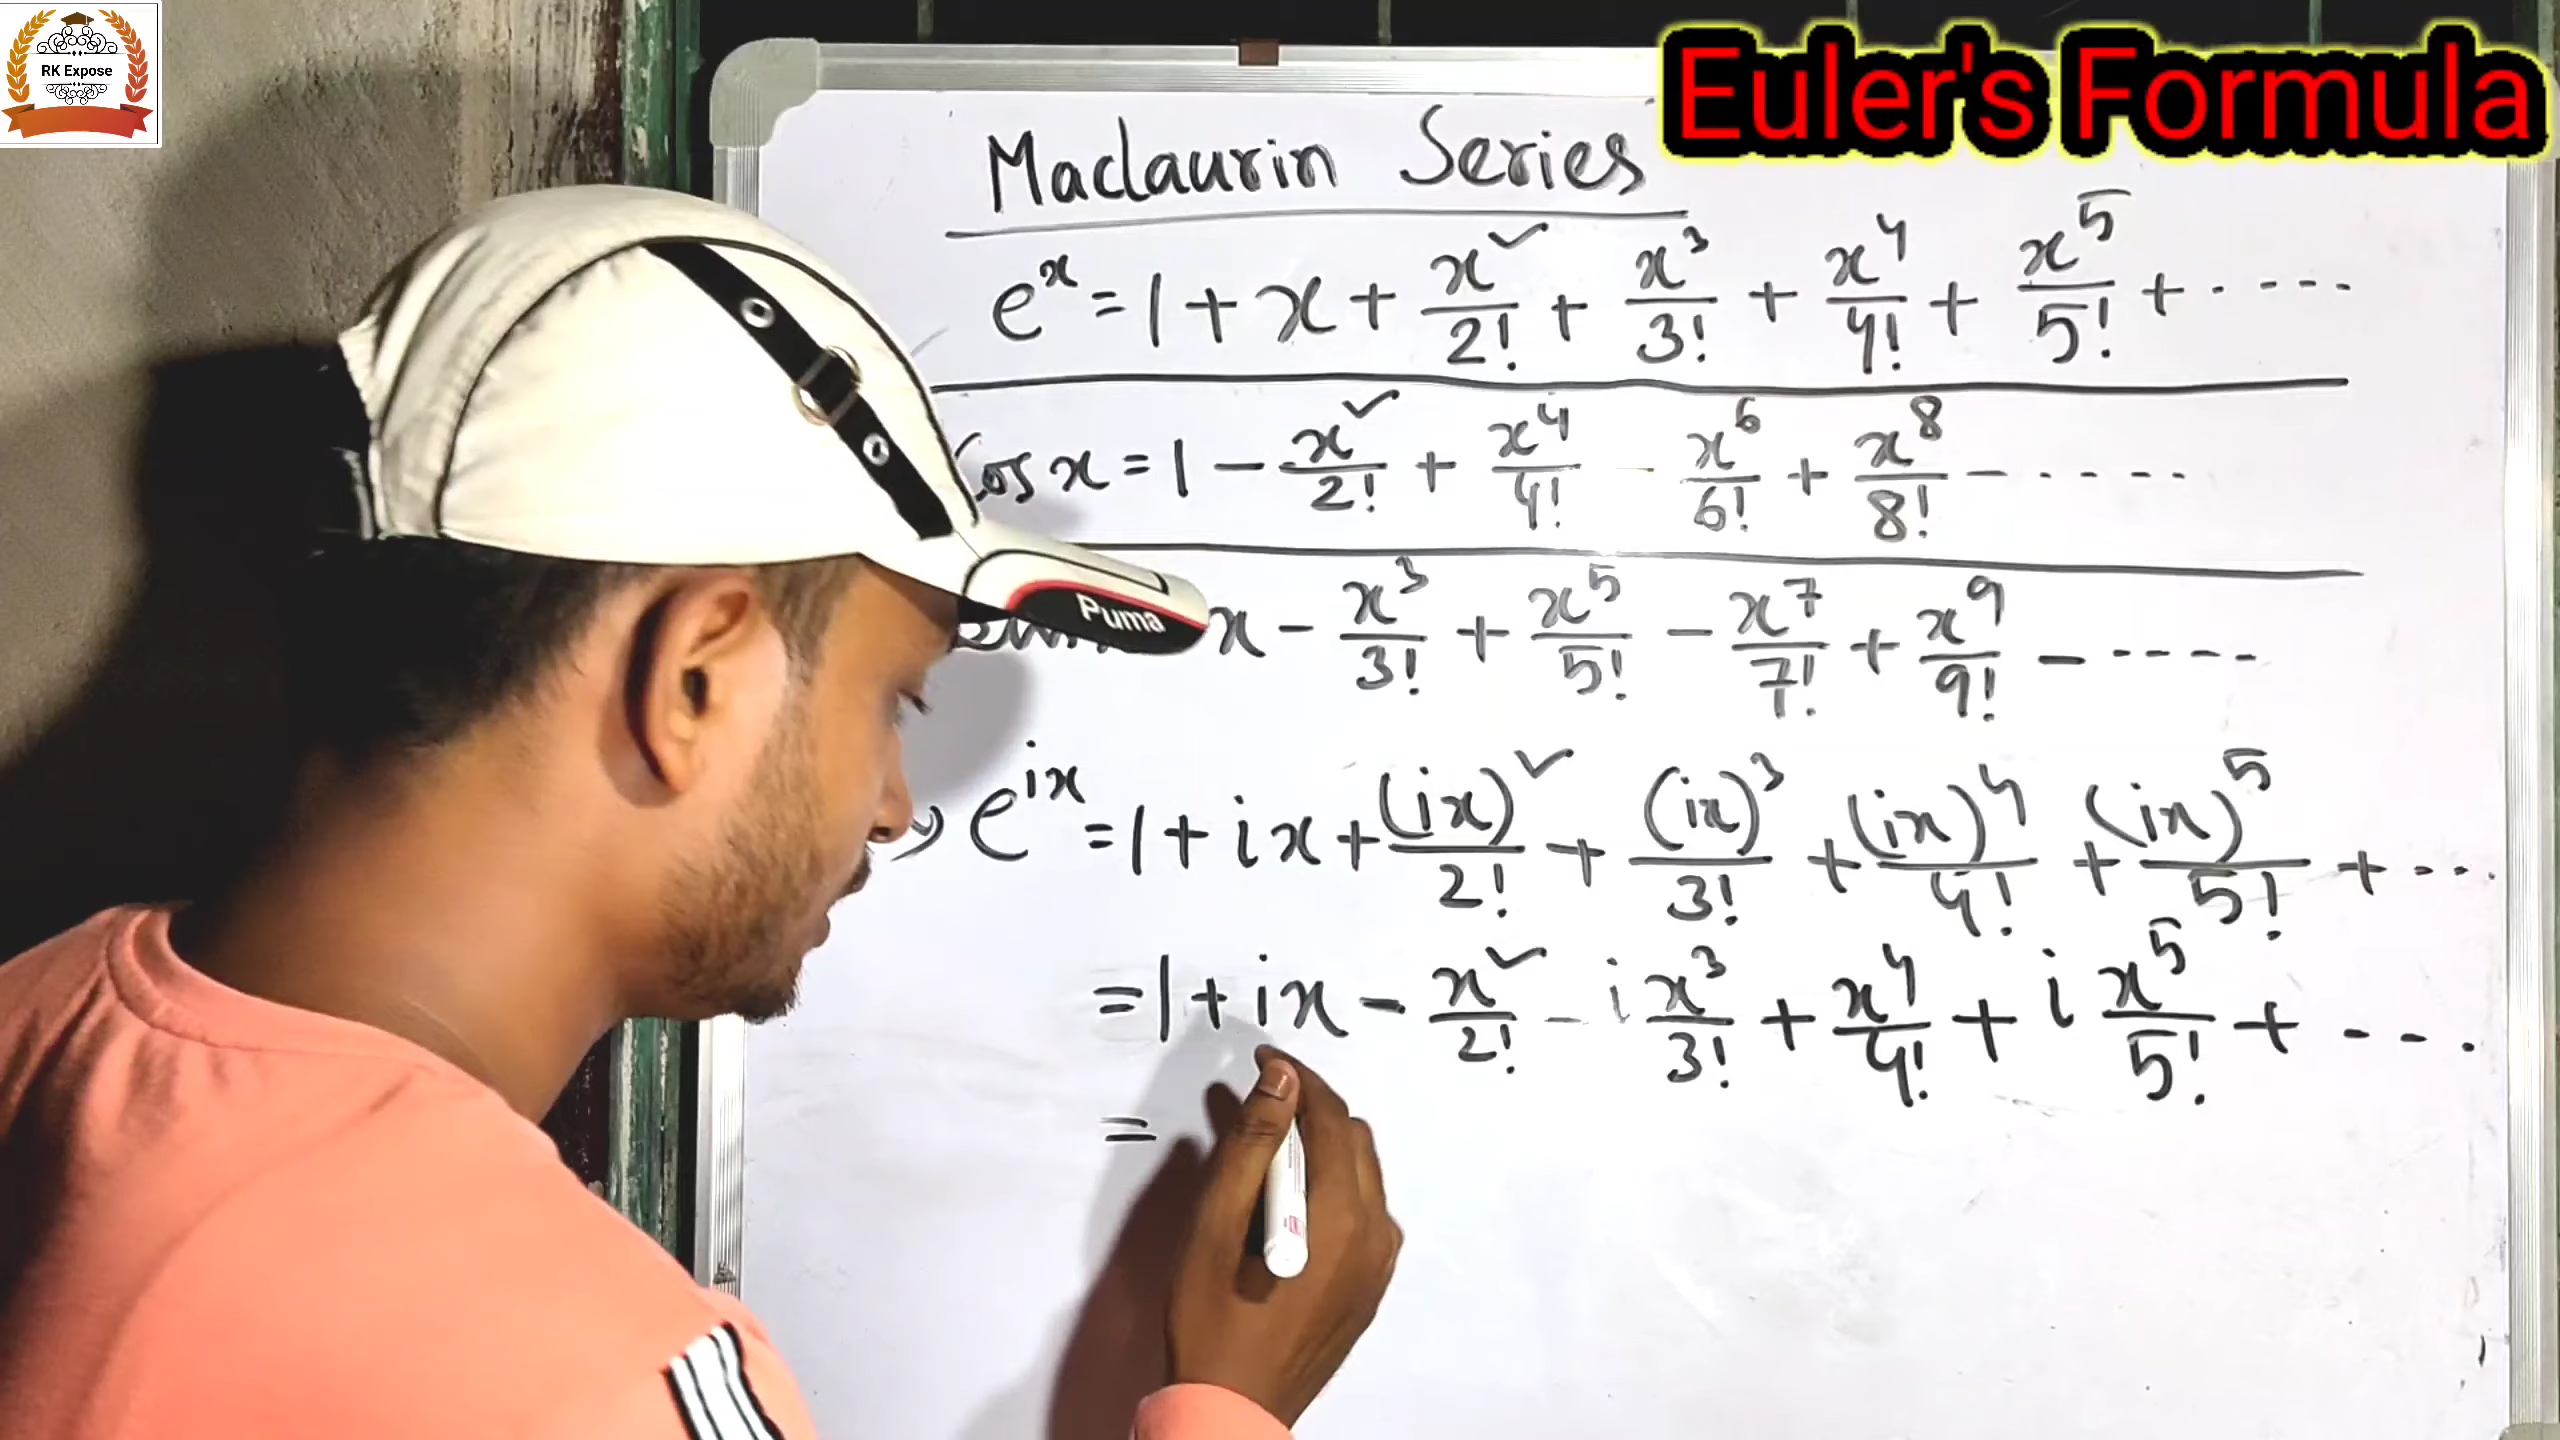 RK Expose
Euler's Formula
Maclaurin Series
e^x = 1 + x + x²/2! + x³/3! + x⁴/4! + x⁵/5! + ....
Cos x = 1 - x²/2! + x⁴/4! - x⁶/6! + x⁸/8! - .....
x - x³/3! + x⁵/5! - x⁷/7! + x⁹/9! - ....
Puma
e^ix = 1 + ix + (ix)²/2! + (ix)³/3! + (ix)⁴/4! + (ix)⁵/5! + ...
= 1 + ix - x²/2! - i x³/3! + x⁴/4! + i x⁵/5! + ....
=